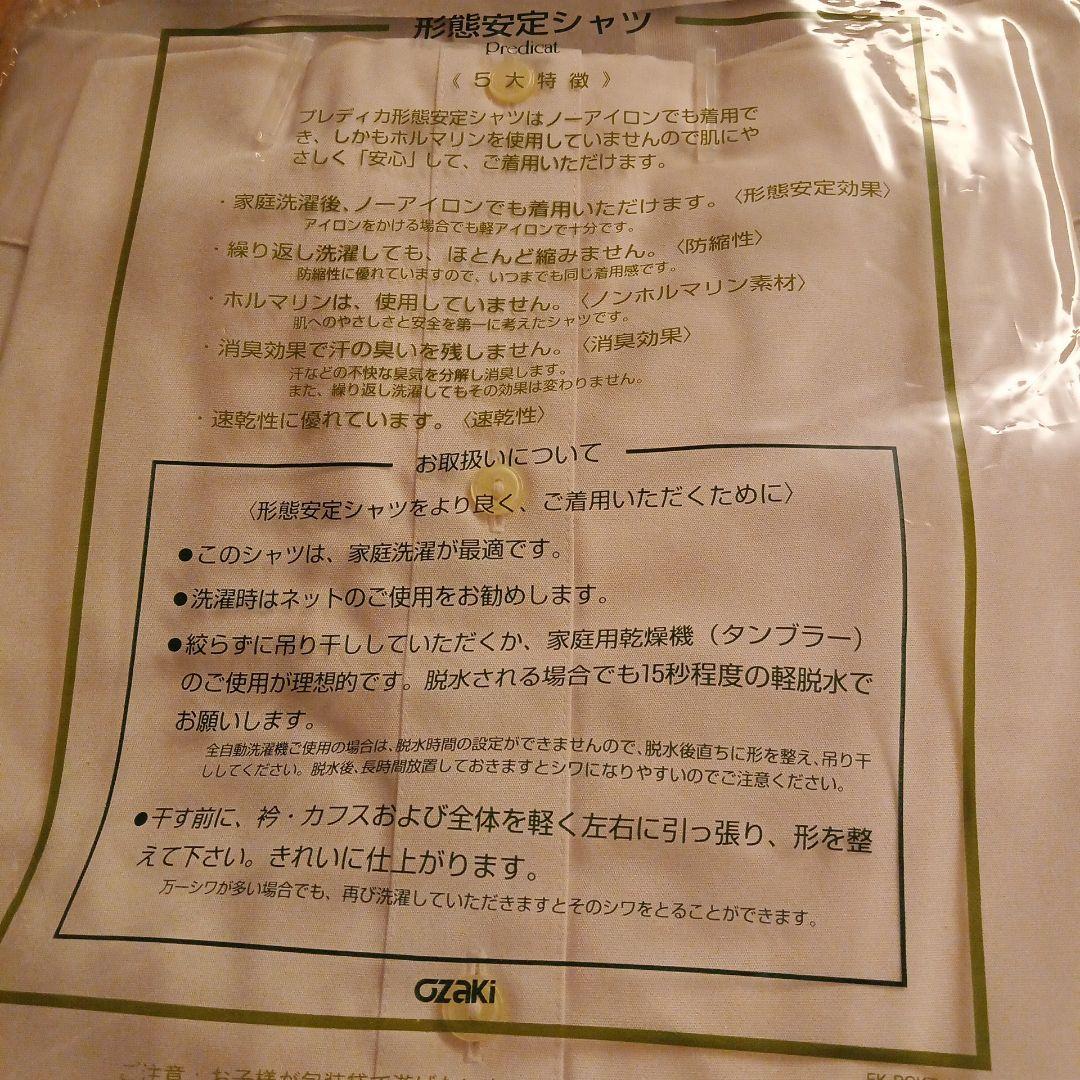 形態安定シャツ
Predicat
《5大特徴》
プレディカ形態安定シャツはノーアイロンでも着用で
き、しかもホルマリンを使用していませんので肌にや
さしく「安心」して、ご着用いただけます。
・家庭洗濯後、ノーアイロンでも着用いただけます。〈形態安定効果〉
アイロンをかける場合でも軽アイロンで十分です。
・繰り返し洗濯しても、ほとんど縮みません。〈防縮性〉
防縮性に優れていますので、いつまでも同じ着用感です。
・ホルマリンは、使用していません。〈ノンホルマリン素材〉
肌へのやさしさと安全を第一に考えたシャツです。
・消臭効果で汗の臭いを残しません。〈消臭効果〉
汗などの不快な臭気を分解し消臭します。
また、繰り返し洗濯してもその効果は変わりません。
・速乾性に優れています。〈速乾性〉
お取扱いについて
〈形態安定シャツをより良く、ご着用いただくために〉
●このシャツは、家庭洗濯が最適です。
●洗濯時はネットのご使用をお勧めします。
●絞らずに吊り干ししていただくか、家庭用乾燥機（タンブラー）
のご使用が理想的です。脱水される場合でも15秒程度の軽脱水で
お願いします。
全自動洗濯機ご使用の場合は、脱水時間の設定ができませんので、脱水後直ちに形を整え、吊り干
ししてください。脱水後、長時間放置しておきますとシワになりやすいのでご注意ください。
●干す前に、衿・カフスおよび全体を軽く左右に引っ張り、形を整
えて下さい。きれいに仕上がります。
万一シワが多い場合でも、再び洗濯していただきますとそのシワをとることができます。
OZAKI
ご注意：お子様が包装袋で遊ば